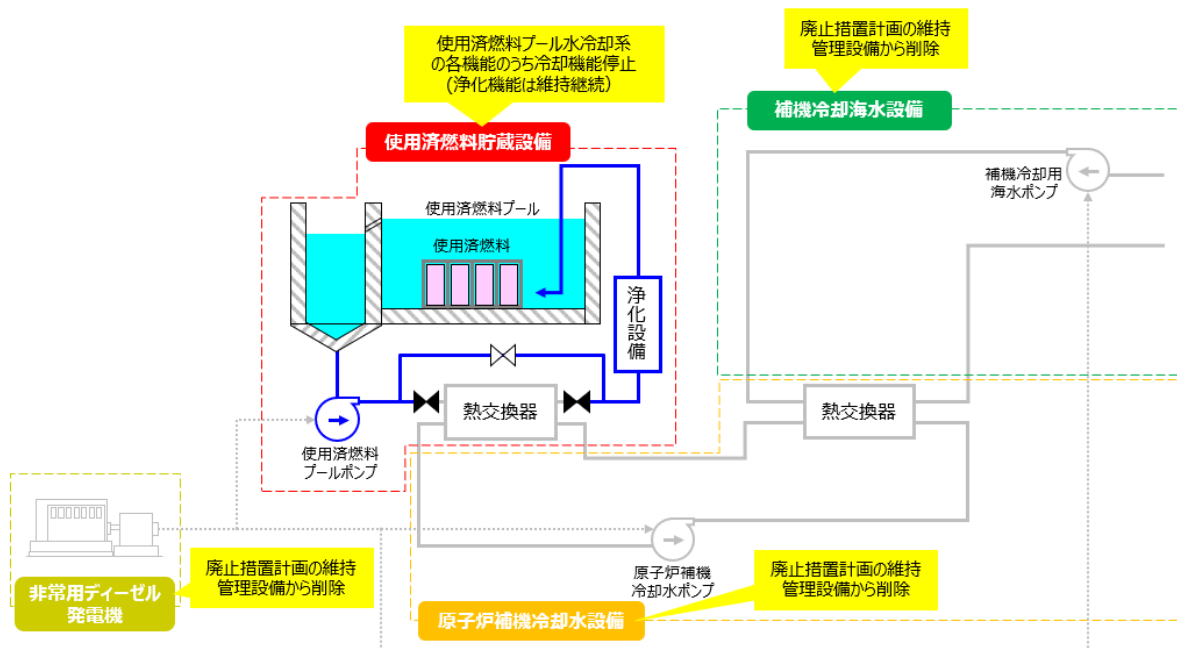 使用済燃料プール水冷却系
の各機能のうち冷却機能停止
(浄化機能は維持継続)
廃止措置計画の維持
管理設備から削除
使用済燃料貯蔵設備
補機冷却海水設備
補機冷却用
海水ポンプ
使用済燃料プール
使用済燃料
浄化設備
熱交換器
熱交換器
使用済燃料
プールポンプ
原子炉補機
冷却水ポンプ
廃止措置計画の維持
管理設備から削除
廃止措置計画の維持
管理設備から削除
非常用ディーゼル
発電機
原子炉補機冷却水設備